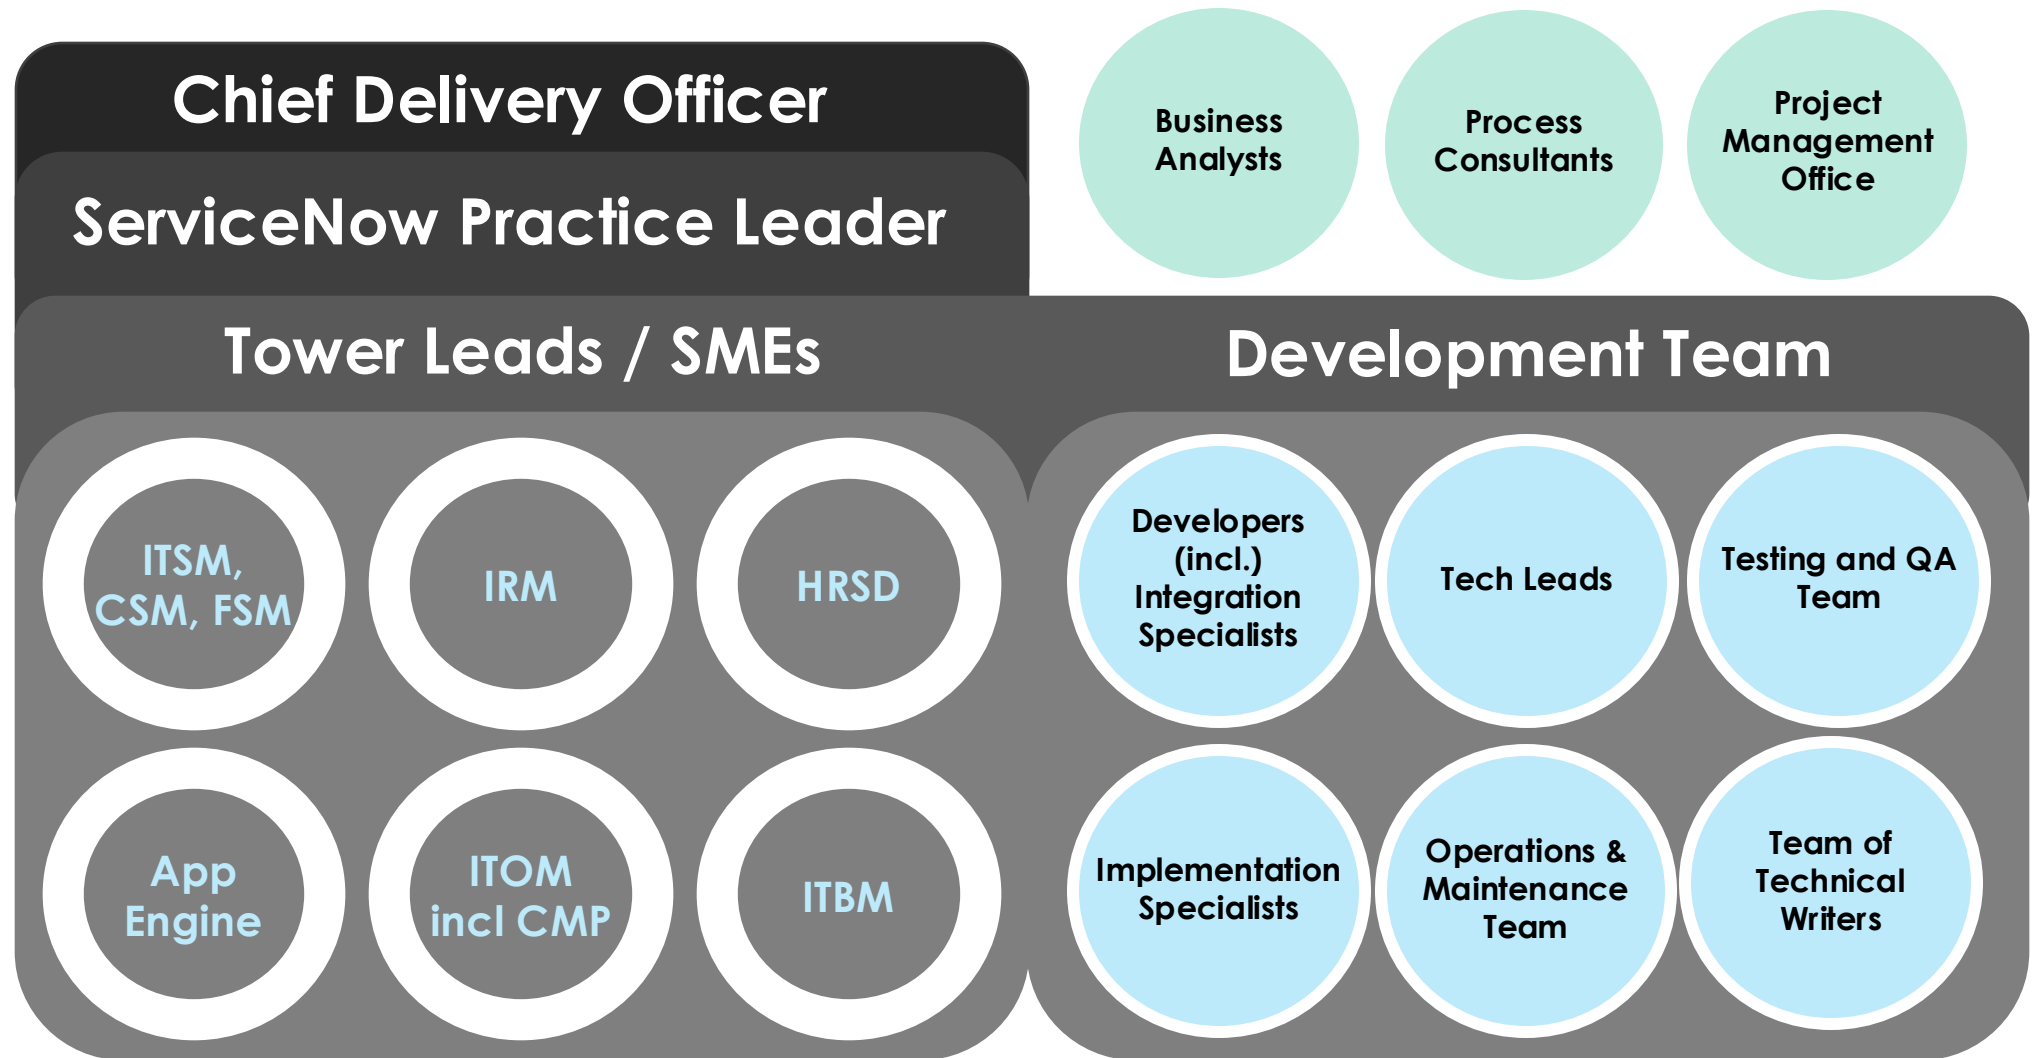 Chief Delivery Officer
ServiceNow Practice Leader
Business
Analysts
Process
Consultants
Project
Management
Office
Tower Leads / SMEs
ITSM,
CSM, FSM
IRM
HRSD
App
Engine
ITOM
incl CMP
ITBM
Development Team
Developers
(incl.)
Integration
Specialists
Tech Leads
Testing and QA
Team
Implementation
Specialists
Operations &
Maintenance
Team
Team of
Technical
Writers